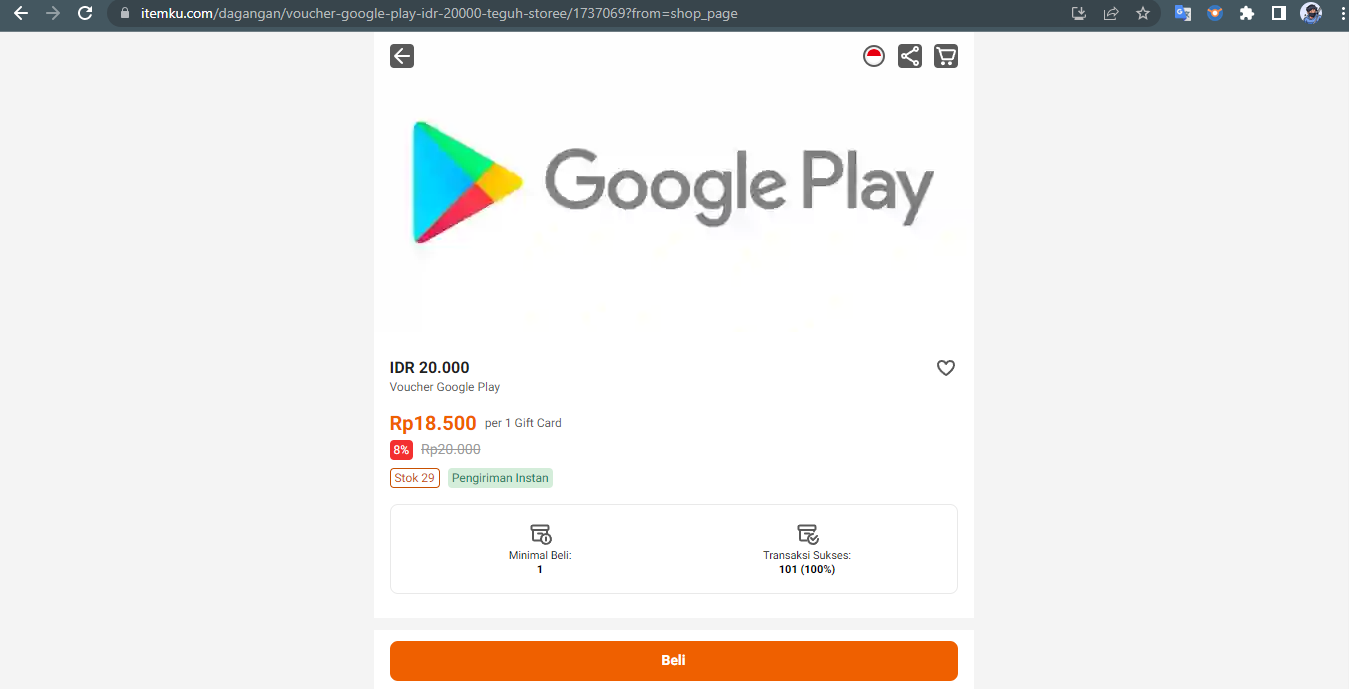 itemku.com/dagangan/voucher-google-play-idr-20000-teguh-storee/1737069?from=shop_page
Google Play
IDR 20.000
Voucher Google Play
Rp18.500 per 1 Gift Card
8% Rp20.000
Stok 29 Pengiriman Instan
Minimal Beli:
1
Transaksi Sukses:
101 (100%)
Beli